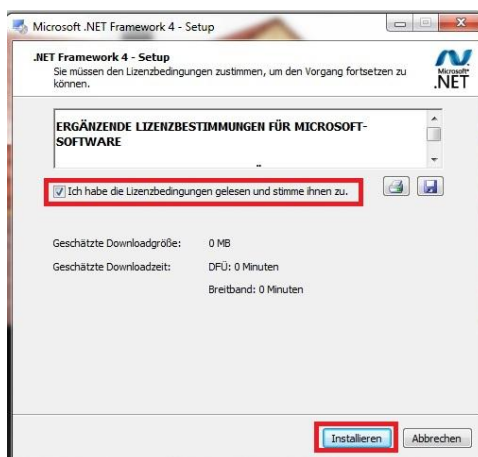 Microsoft .NET Framework 4 - Setup
.NET Framework 4 - Setup
Sie müssen den Lizenzbedingungen zustimmen, um den Vorgang fortsetzen zu
können.
Microsoft®
.NET
ERGÄNZENDE LIZENZBESTIMMUNGEN FÜR MICROSOFT-
SOFTWARE
Ich habe die Lizenzbedingungen gelesen und stimme ihnen zu.
Geschätzte Downloadgröße: 0 MB
Geschätzte Downloadzeit: DFÜ: 0 Minuten
Breitband: 0 Minuten
Installieren Abbrechen